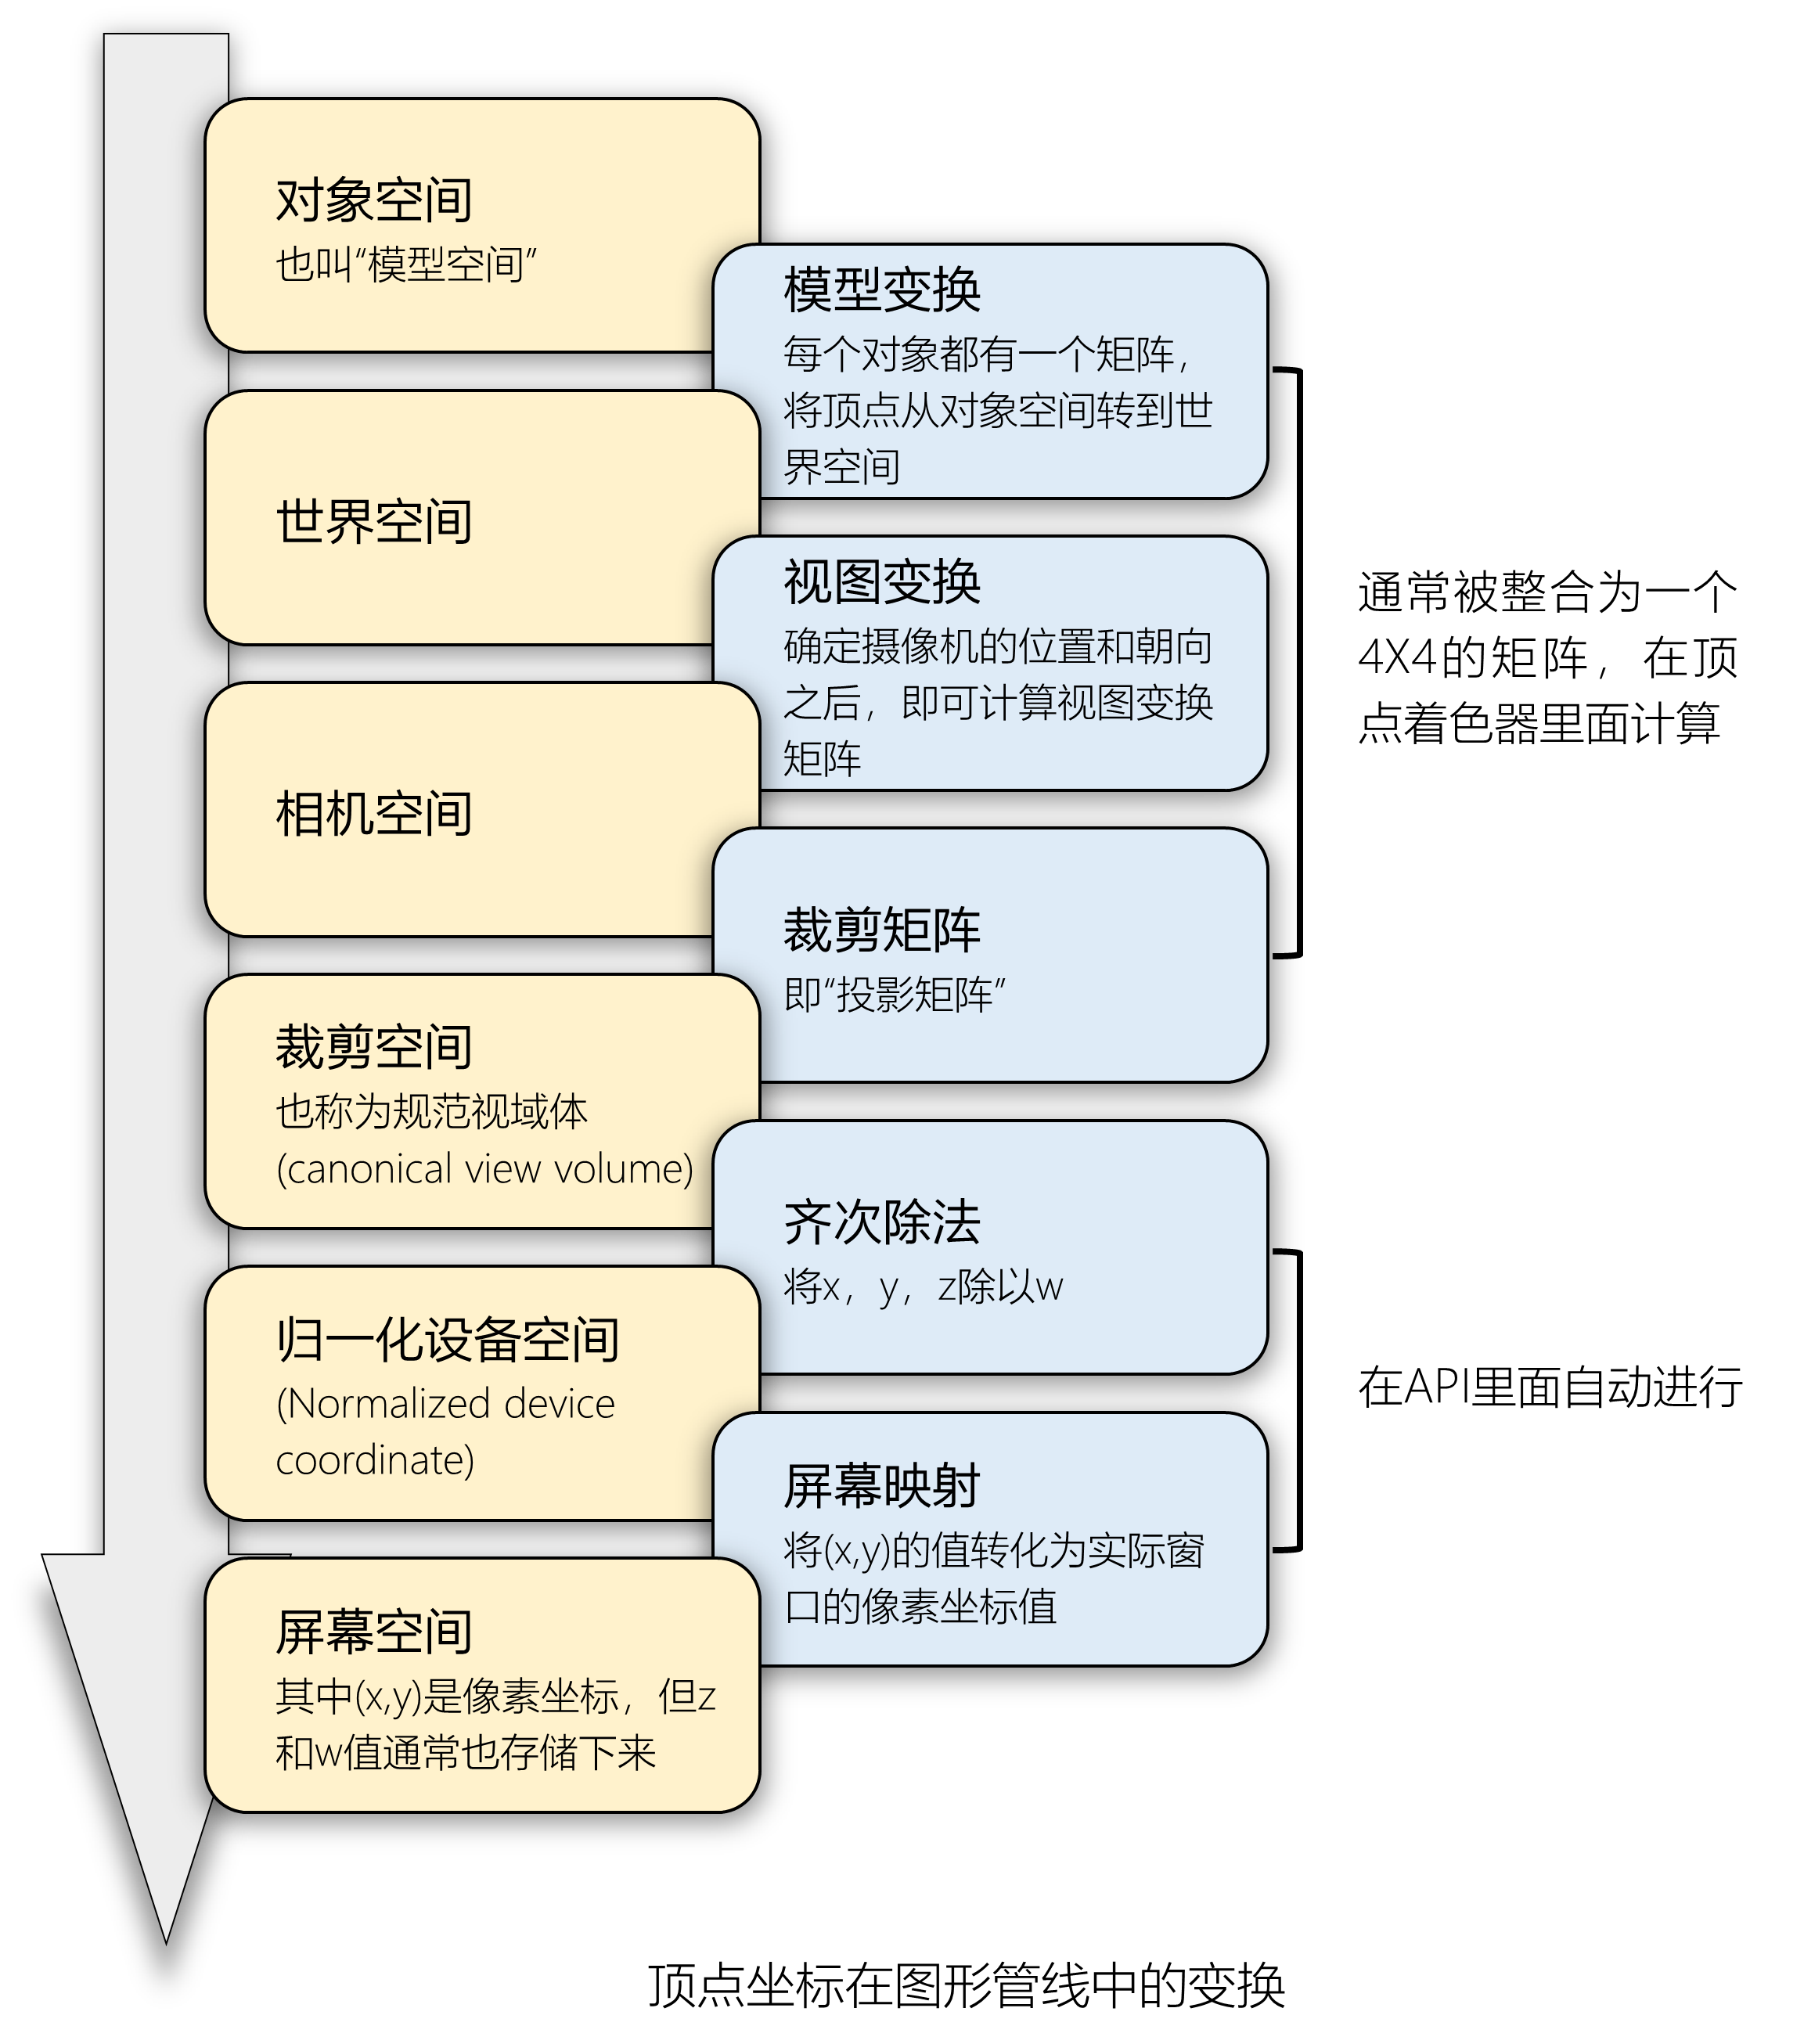 对象空间
也叫“模型空间”
模型变换
每个对象都有一个矩阵，
将顶点从对象空间转到世
界空间
世界空间
视图变换
确定摄像机的位置和朝向
之后，即可计算视图变换
矩阵
通常被整合为一个
4X4的矩阵，在顶
点着色器里面计算
相机空间
裁剪矩阵
即“投影矩阵”
裁剪空间
也称为规范视域体
(canonical view volume)
齐次除法
将x，y，z除以w
归一化设备空间
(Normalized device
coordinate)
在API里面自动进行
屏幕映射
将(x,y)的值转化为实际窗
口的像素坐标值
屏幕空间
其中(x,y)是像素坐标，但z
和w值通常也存储下来
顶点坐标在图形管线中的变换